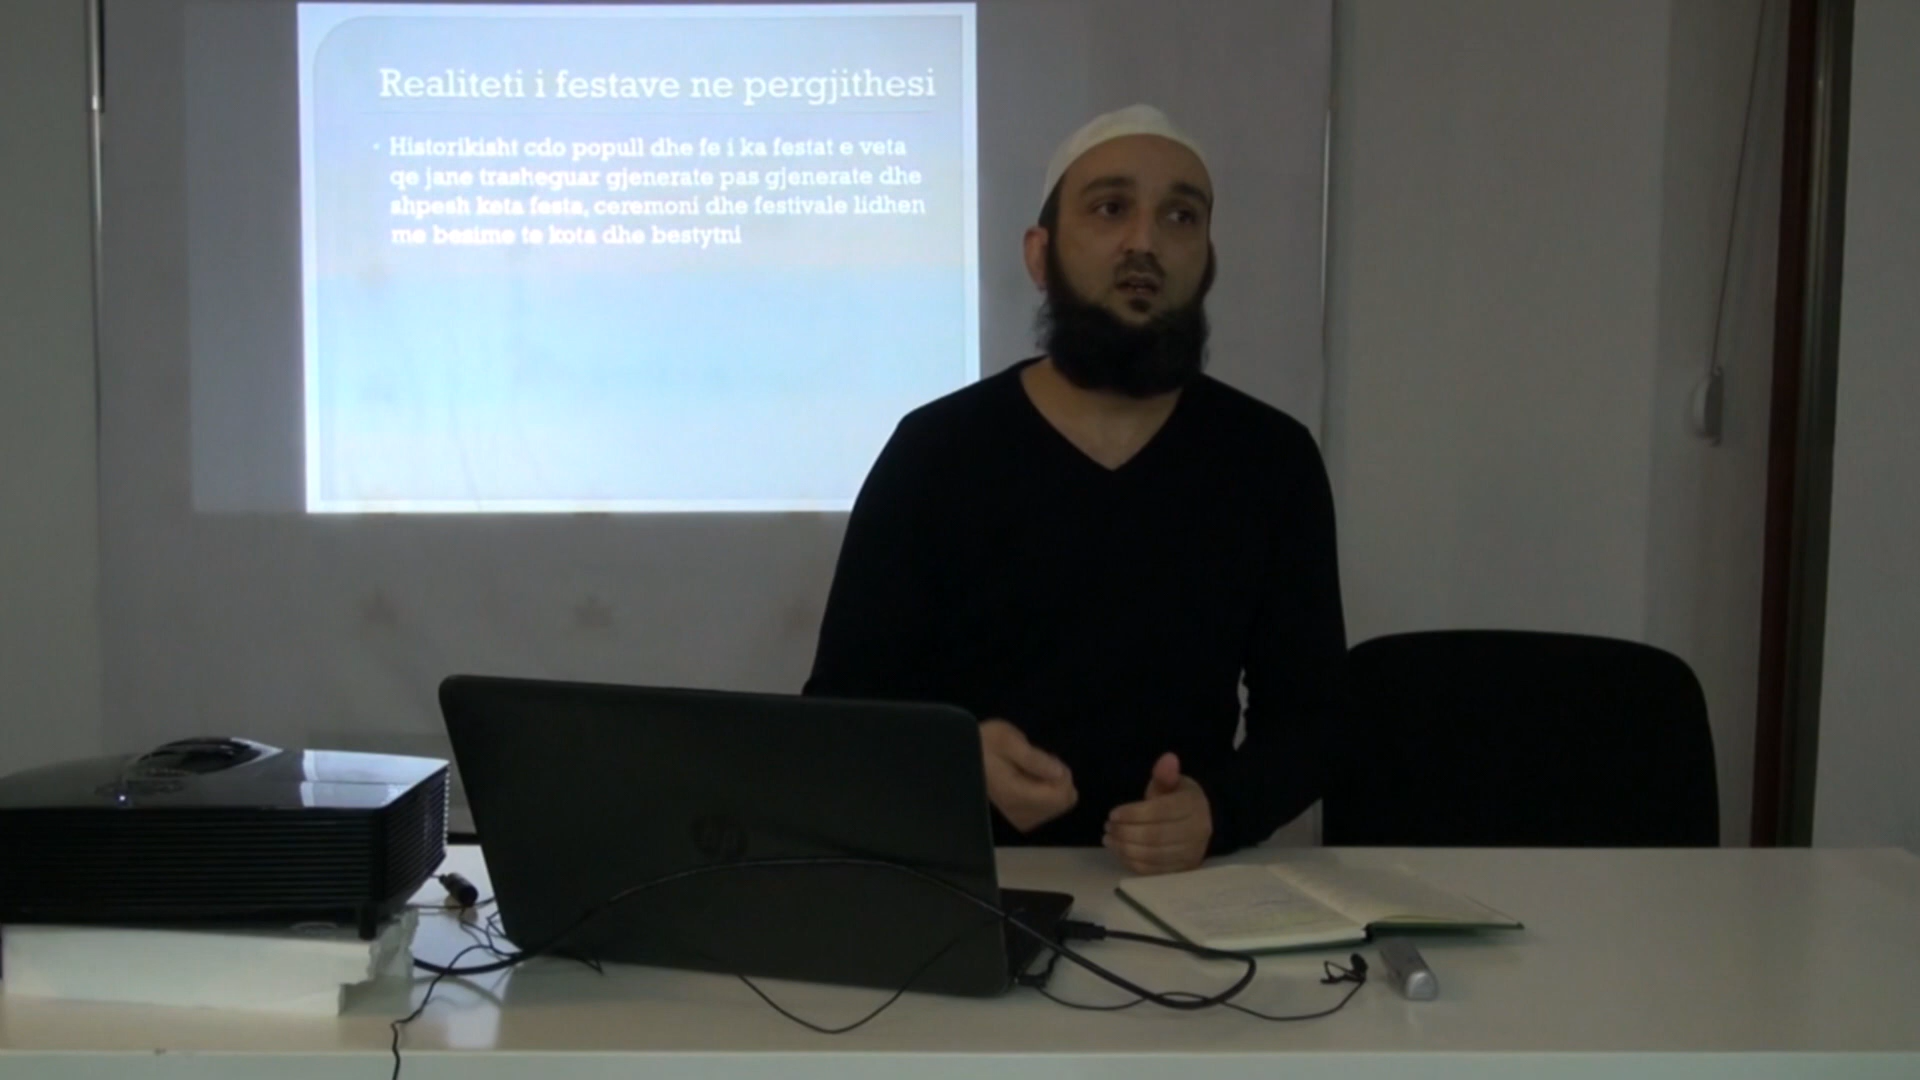 Realiteti i festave ne pergjithesi
Historikisht cdo popull dhe fe i ka festat e veta
qe jane trasheguar gjenerate pas gjenerate dhe
shpesh keta festa, ceremoni dhe festivale lidhen
me besime te kota dhe bestytni